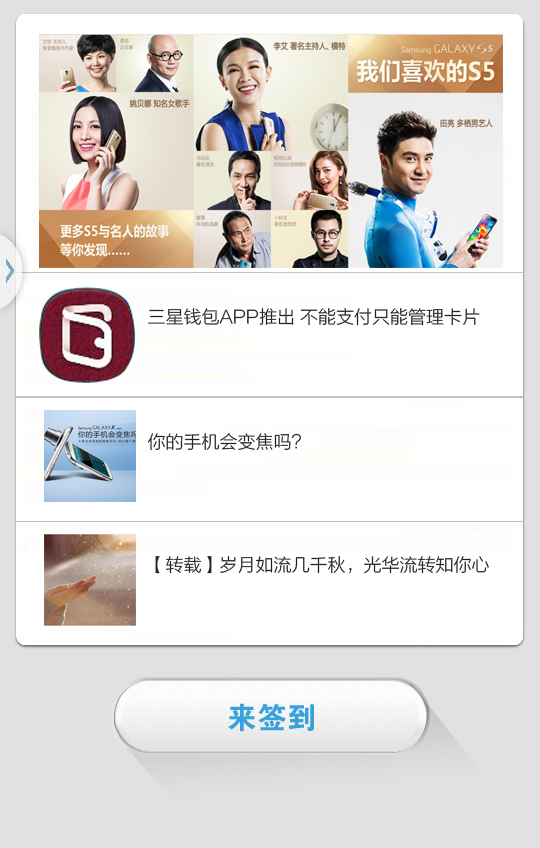 李艾 著名主持人、模特
Samsung GALAXY S5
我们喜欢的S5
姚贝娜 知名女歌手
田亮 多栖男艺人
更多S5与名人的故事
等你发现......
三星钱包APP推出 不能支付只能管理卡片
Samsung GALAXY K
你的手机会变焦吗?
你的手机会变焦吗？
【转载】岁月如流几千秋，光华流转知你心
来签到